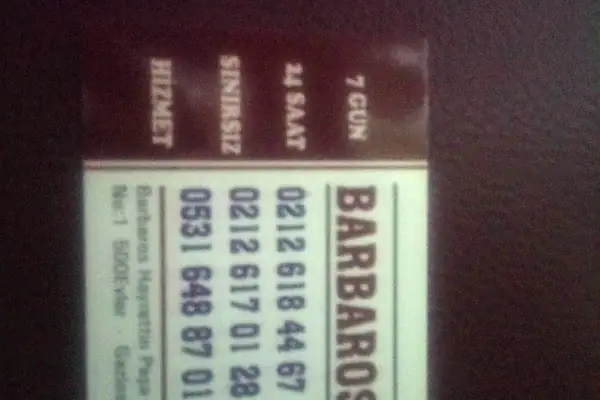 7 GÜN
24 SAAT
SINIRSIZ
HİZMET
BARBAROS
0212 618 44 67
0212 617 01 28
0531 648 87 01
Barbaros Hayrettin Paşa
No:1 500Evler -